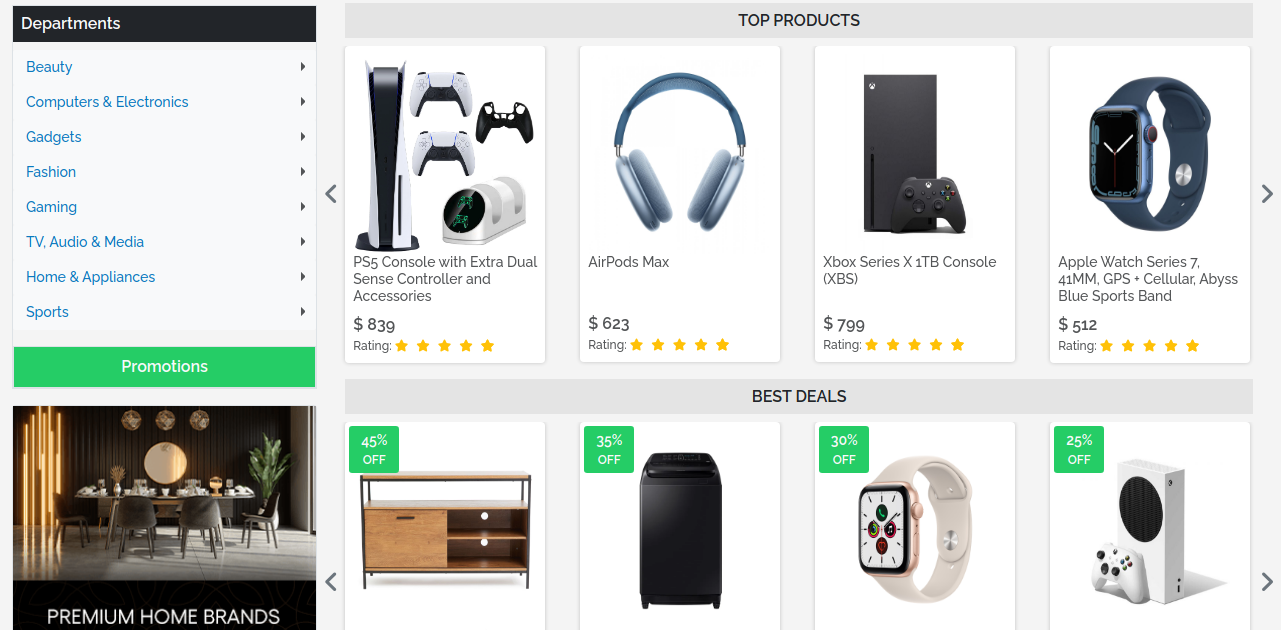 Departments
Beauty
Computers & Electronics
Gadgets
Fashion
Gaming
TV, Audio & Media
Home & Appliances
Sports
Promotions
PREMIUM HOME BRANDS
TOP PRODUCTS
PS5 Console with Extra Dual
Sense Controller and
Accessories
$ 839
Rating:
AirPods Max
$ 623
Rating:
Xbox Series X 1TB Console
(XBS)
$ 799
Rating:
Apple Watch Series 7,
41MM, GPS + Cellular, Abyss
Blue Sports Band
$ 512
Rating:
BEST DEALS
45%
OFF
35%
OFF
30%
OFF
25%
OFF